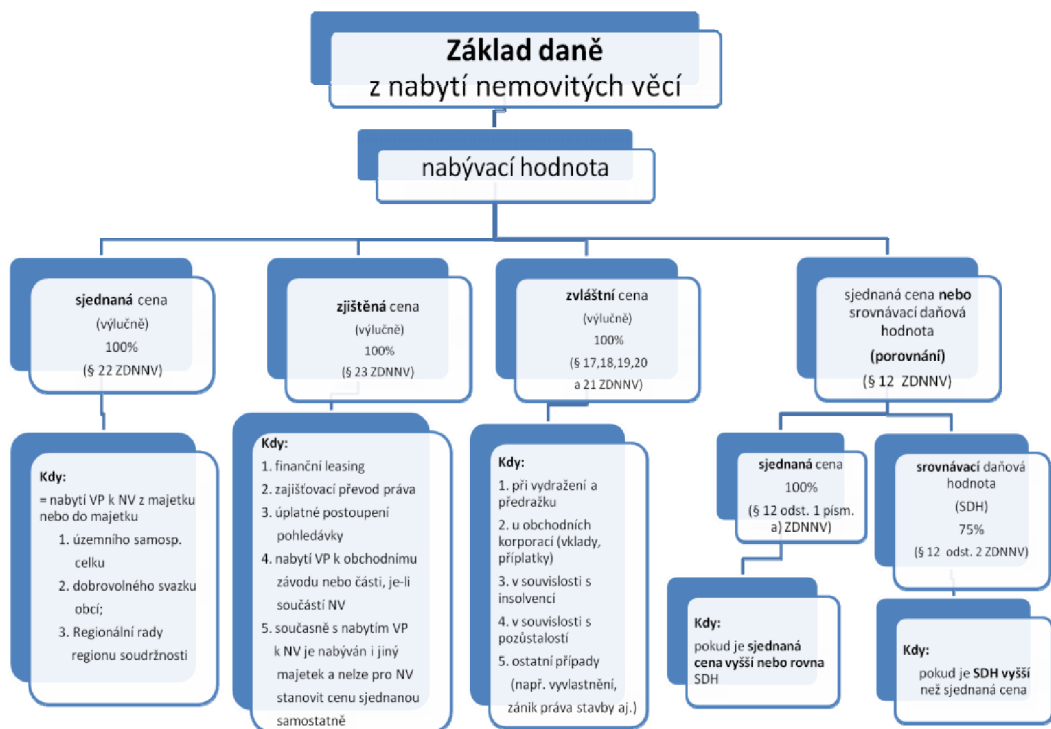 Základ daně
z nabytí nemovitých věcí
nabývací hodnota
sjednaná cena
(výlučně)
100%
(§ 22 ZDNNV)
Kdy:
= nabytí VP k NV z majetku
nebo do majetku
1. územního samosp.
celku
2. dobrovolného svazku
obcí;
3. Regionální rady
regionu soudržnosti
zjištěná cena
(výlučně)
100%
(§ 23 ZDNNV)
Kdy:
1. finanční leasing
2. zajišťovací převod práva
3. úplatné postoupení
pohledávky
4. nabytí VP k obchodnímu
závodu nebo části, je-li
součástí NV
5. současně s nabytím VP
k NV je nabýván i jiný
majetek a nelze pro NV
stanovit cenu sjednanou
samostatně
zvláštní cena
(výlučně)
100%
(§ 17,18,19,20
a 21 ZDNNV)
Kdy:
1. při vydražení a
předražku
2. u obchodních
korporací (vklady,
příplatky)
3. v souvislosti s
insolvencí
4. v souvislosti s
pozůstalostí
5. ostatní případy
(např. vyvlastnění,
zánik práva stavby aj.)
sjednaná cena nebo
srovnávací daňová
hodnota
(porovnání)
(§ 12 ZDNNV)
sjednaná cena
100%
(§ 12 odst. 1 písm.
a) ZDNNV)
Kdy:
pokud je sjednaná
cena vyšší nebo rovna
SDH
srovnávací daňová
hodnota
(SDH)
75%
(§ 12 odst. 2 ZDNNV)
Kdy:
pokud je SDH vyšší
než sjednaná cena